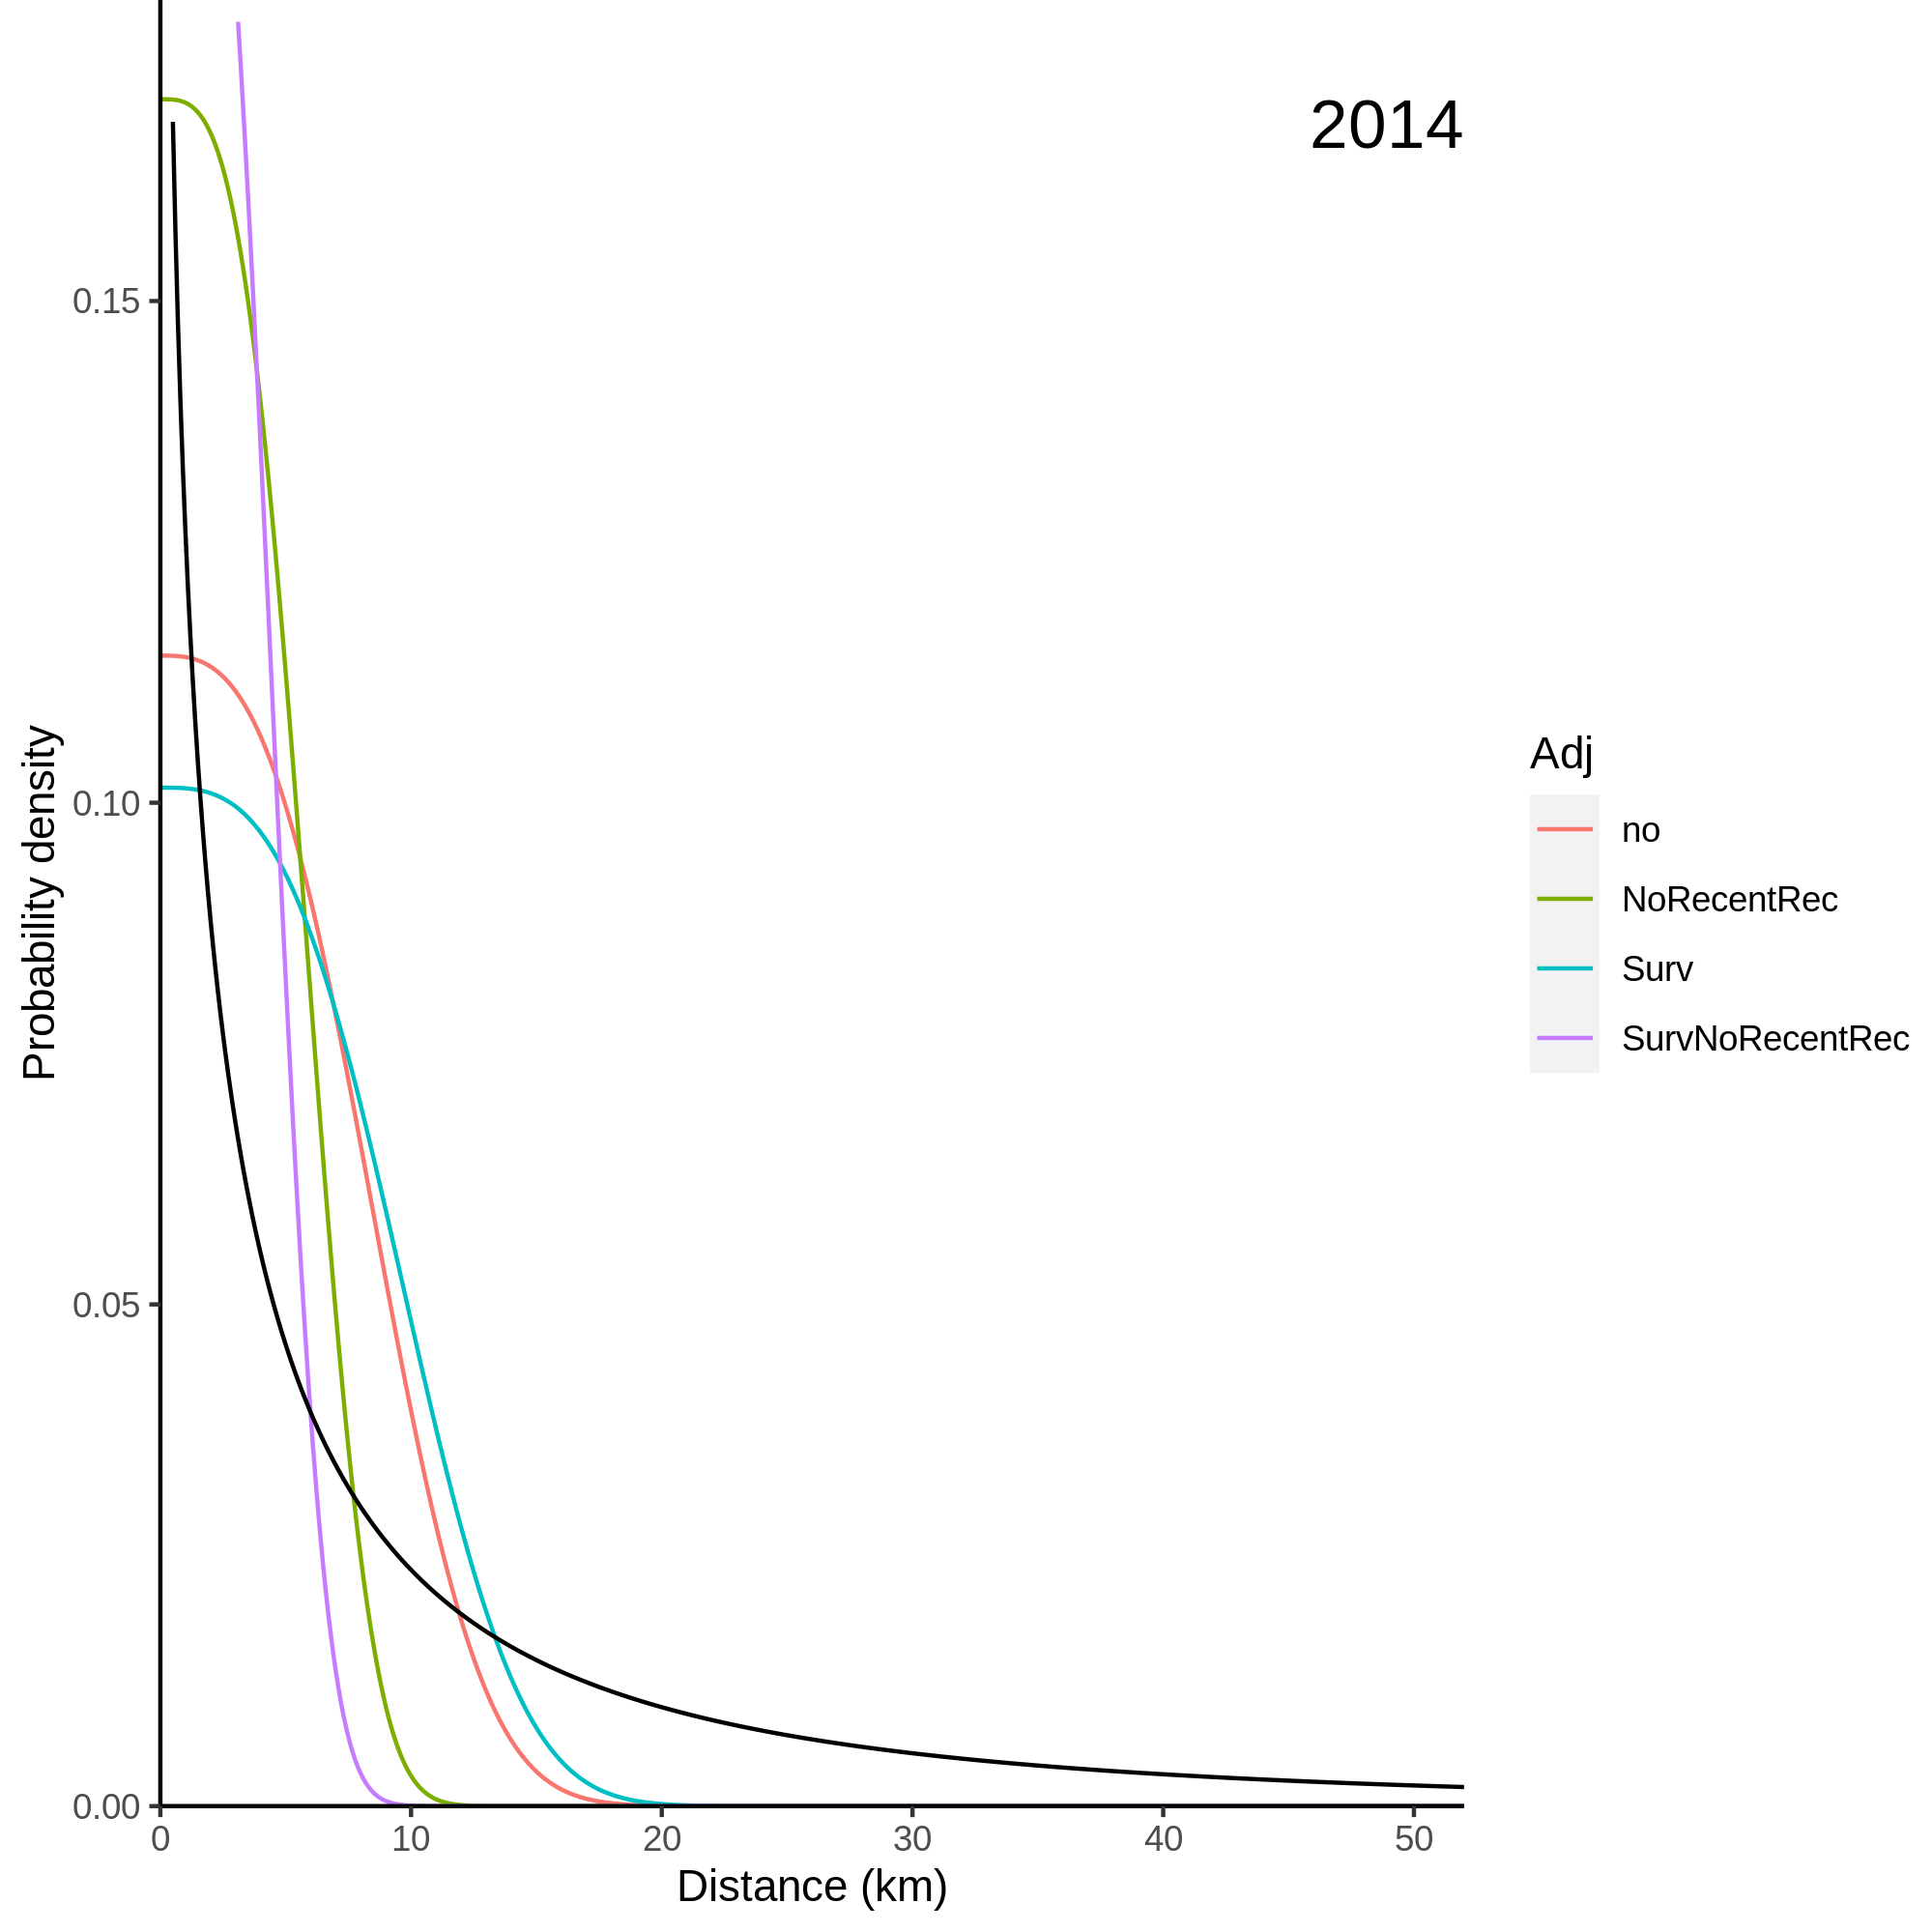 2014
0.15
0.10
0.05
0.00
0 10 20 30 40 50
Distance (km)
Probability density
Adj
no
NoRecentRec
Surv
SurvNoRecentRec